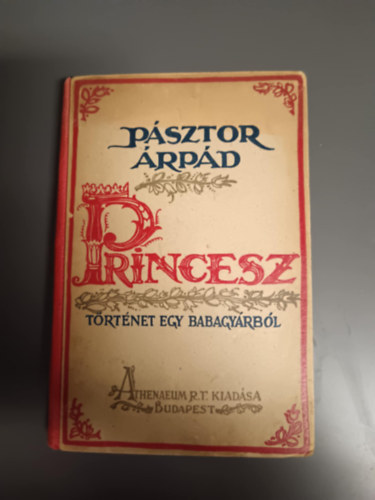 PÁSZTOR
ÁRPÁD
PRINCESZ
TÖRTÉNET EGY BABAGYÁRBÓL
ATHENAEUM R.T. KIADÁSA
BUDAPEST